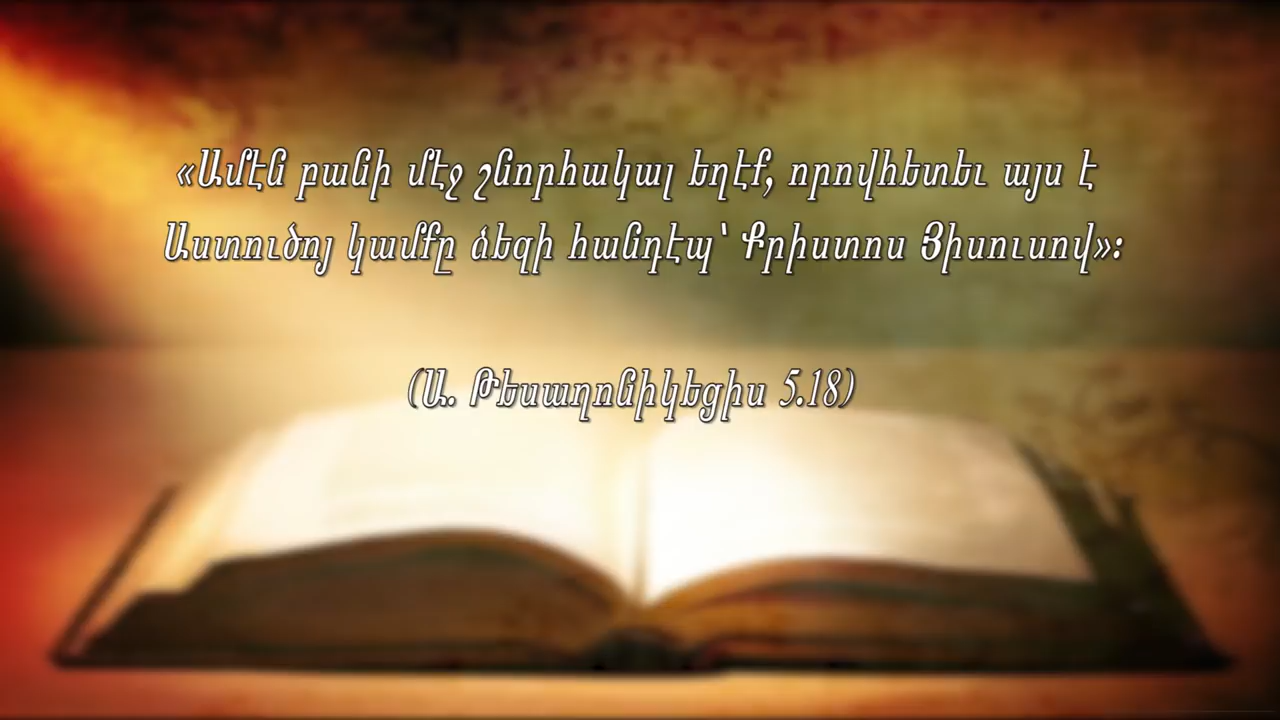 «Ամէն բանի մէջ շնորհակալ եղէք, որովհետեւ այս է
Աստուծոյ կամքը ձեզի հանդէպ՝ Քրիստոս Յիսուսով»։
(Ա. Թեսաղոնիկեցիս 5.18)